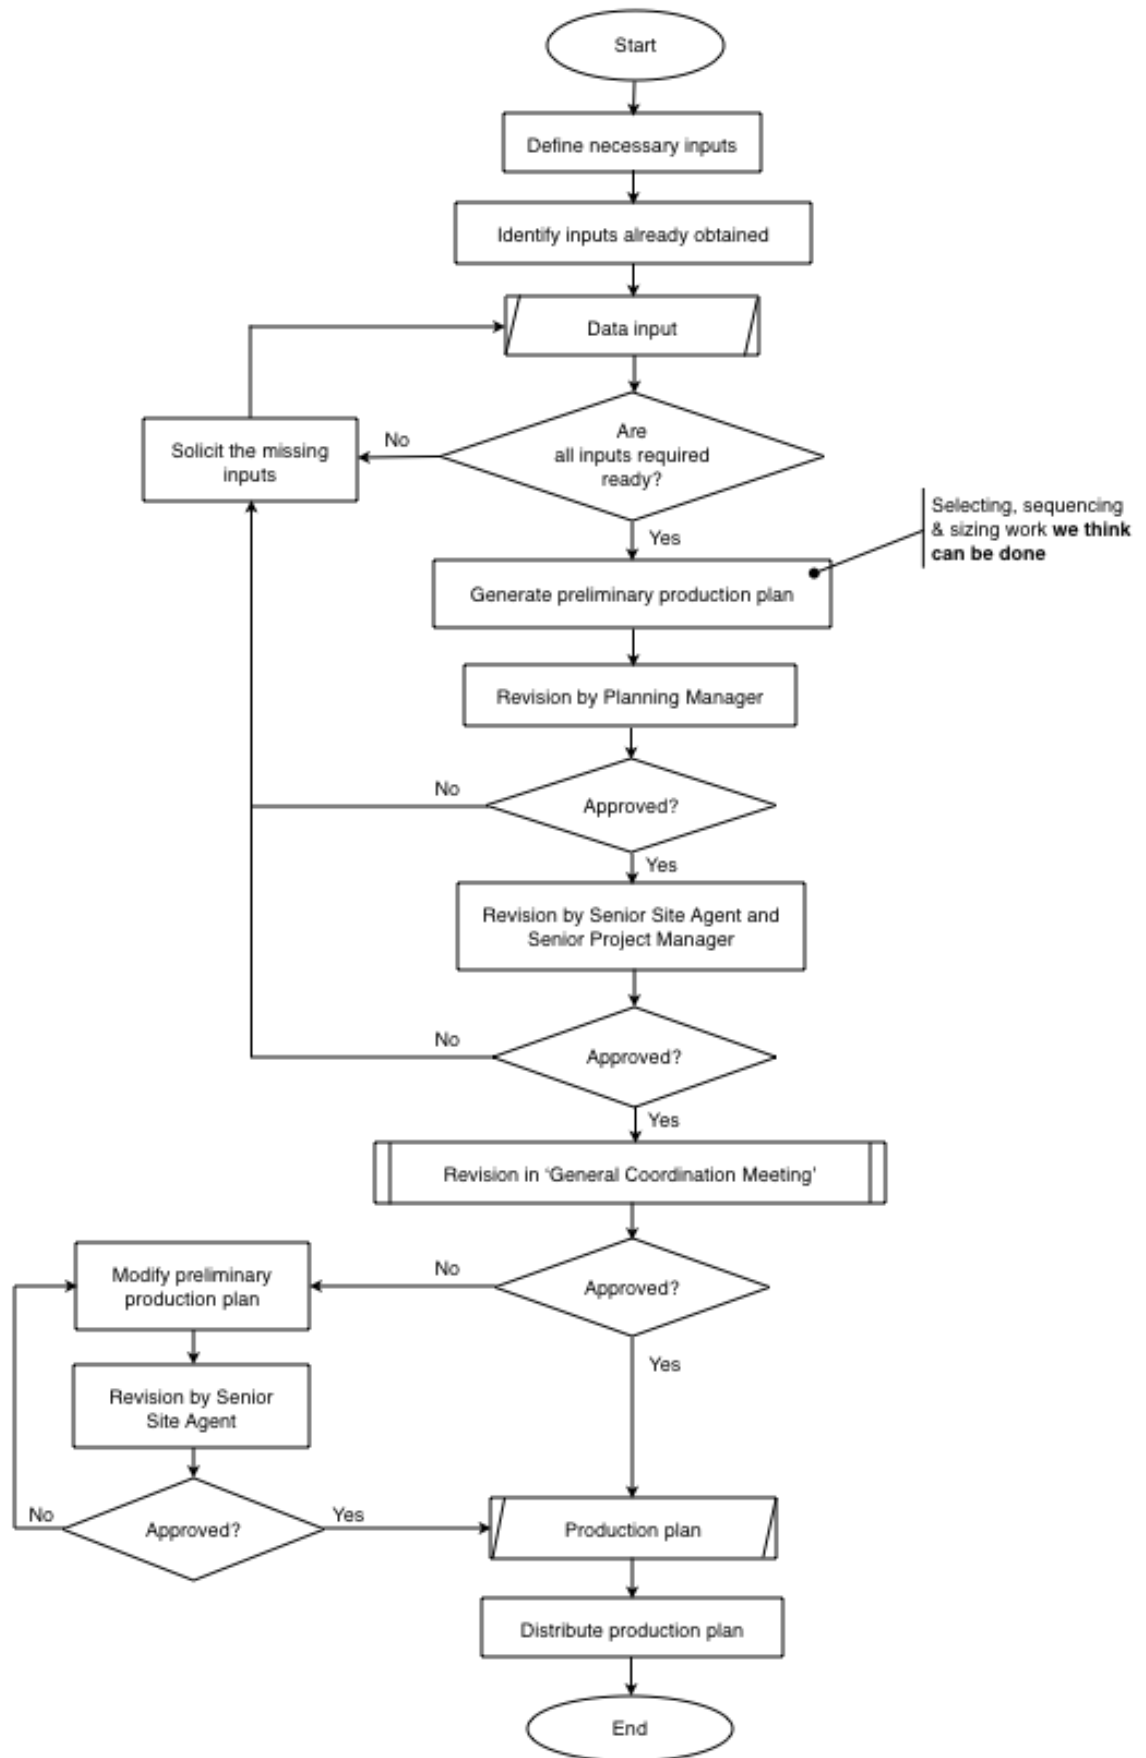 Start
Define necessary inputs
Identify inputs already obtained
Data input
Are
all inputs required
ready?
No
Solicit the missing
inputs
Yes
Selecting, sequencing
& sizing work we think
can be done
Generate preliminary production plan
Revision by Planning Manager
No
Approved?
Yes
Revision by Senior Site Agent and
Senior Project Manager
No
Approved?
Yes
Revision in ‘General Coordination Meeting’
No
Approved?
Modify preliminary
production plan
Yes
Revision by Senior
Site Agent
No
Approved?
Yes
Production plan
Distribute production plan
End